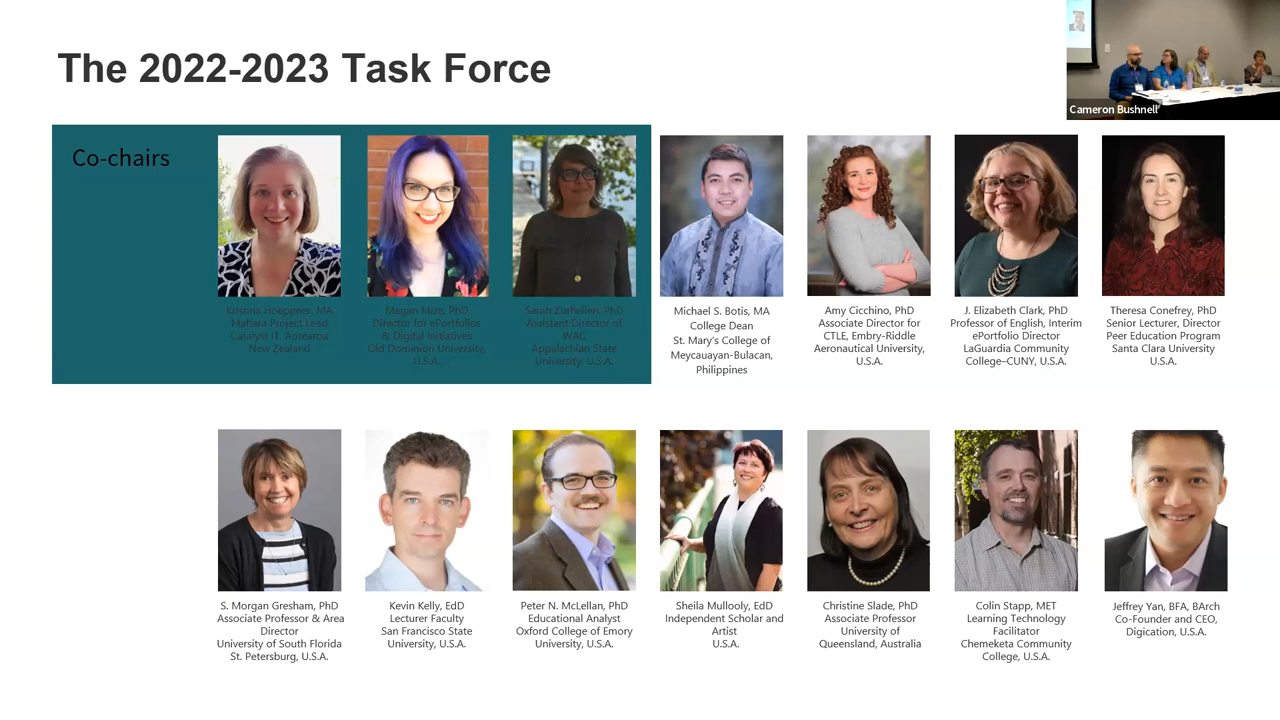 The 2022-2023 Task Force
Cameron Bushnell
Co-chairs
Kristina Hoeppner, MA
Mahara Project Lead
Catalyst IT, Aotearoa
New Zealand
Megan Mize, PhD
Director for ePortfolios
& Digital Initiatives
Old Dominion University,
U.S.A.
Sarah Zurhellen, PhD
Assistant Director of
WAC
Appalachian State
University, U.S.A.
Michael S. Botis, MA
College Dean
St. Mary's College of
Meycauayan-Bulacan,
Philippines
Amy Cicchino, PhD
Associate Director for
CTLE, Embry-Riddle
Aeronautical University,
U.S.A.
J. Elizabeth Clark, PhD
Professor of English, Interim
ePortfolio Director
LaGuardia Community
College–CUNY, U.S.A.
Theresa Conefrey, PhD
Senior Lecturer, Director
Peer Education Program
Santa Clara University
U.S.A.
S. Morgan Gresham, PhD
Associate Professor & Area
Director
University of South Florida
St. Petersburg, U.S.A.
Kevin Kelly, EdD
Lecturer Faculty
San Francisco State
University, U.S.A.
Peter N. McLellan, PhD
Educational Analyst
Oxford College of Emory
University, U.S.A.
Sheila Mullooly, EdD
Independent Scholar and
Artist
U.S.A.
Christine Slade, PhD
Associate Professor
University of
Queensland, Australia
Colin Stapp, MET
Learning Technology
Facilitator
Chemeketa Community
College, U.S.A.
Jeffrey Yan, BFA, BArch
Co-Founder and CEO,
Digication, U.S.A.